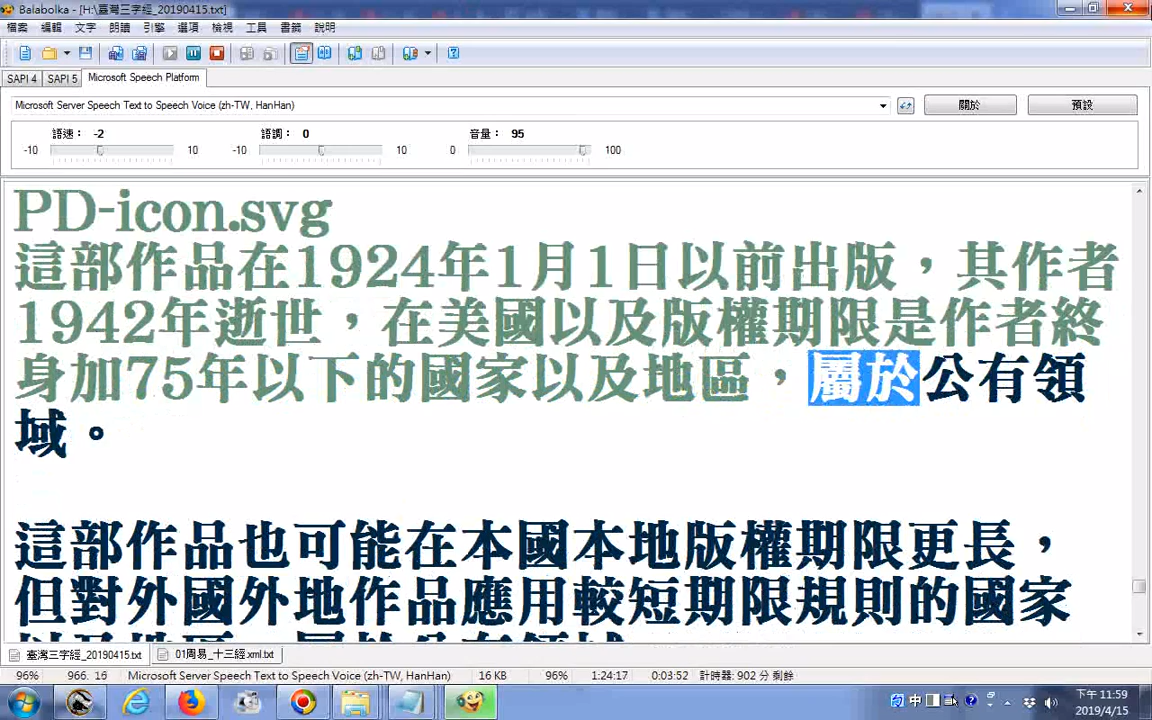 Balabolka - [H:\臺灣三字經_20190415.txt]
檔案 編輯 文字 朗讀 引擎 選項 檢視 工具 書籤 說明
SAPI 4 SAPI 5 Microsoft Speech Platform
Microsoft Server Speech Text to Speech Voice (zh-TW, HanHan) 關於 預設
語速： -2 語調： 0 音量： 95
-10 10 -10 10 0 100
PD-icon.svg
這部作品在1924年1月1日以前出版，其作者
1942年逝世，在美國以及版權期限是作者終
身加75年以下的國家以及地區，屬於公有領
域。
這部作品也可能在本國本地版權期限更長，
但對外國外地作品應用較短期限規則的國家
以及地區，屬於公有領域
臺灣三字經_20190415.txt 01周易_十三經.xml.txt
96% 966. 16 Microsoft Server Speech Text to Speech Voice (zh-TW, HanHan) 16 KB 96% 1:24:17 0:03:52 計時器: 902 分 剩餘
中 下午 11:59
2019/4/15